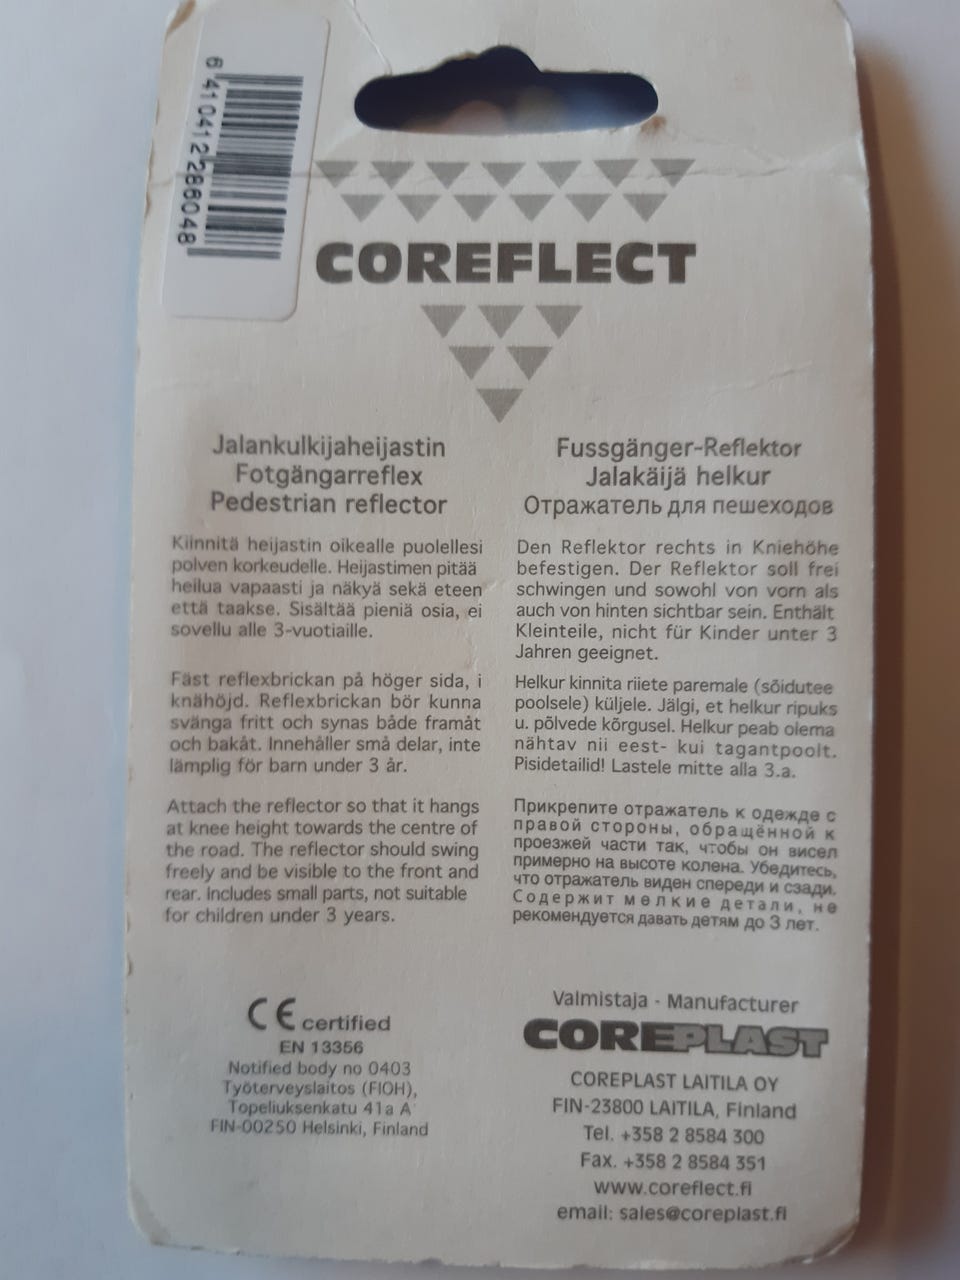 6 410412 286048
COREFLECT
Jalankulkijaheijastin
Fotgängarreflex
Pedestrian reflector
Kiinnitä heijastin oikealle puolellesi
polven korkeudelle. Heijastimen pitää
heilua vapaasti ja näkyä sekä eteen
että taakse. Sisältää pieniä osia, ei
sovellu alle 3-vuotiaille.
Fäst reflexbrickan på höger sida, i
knähöjd. Reflexbrickan bör kunna
svänga fritt och synas både framåt
och bakåt. Innehåller små delar, inte
lämplig för barn under 3 år.
Attach the reflector so that it hangs
at knee height towards the centre of
the road. The reflector should swing
freely and be visible to the front and
rear. Includes small parts, not suitable
for children under 3 years.
CE certified
EN 13356
Notified body no 0403
Työterveyslaitos (FIOH),
Topeliuksenkatu 41a A
FIN-00250 Helsinki, Finland
Fussgänger-Reflektor
Jalakäijä helkur
Отражатель для пешеходов
Den Reflektor rechts in Kniehöhe
befestigen. Der Reflektor soll frei
schwingen und sowohl von vorn als
auch von hinten sichtbar sein. Enthält
Kleinteile, nicht für Kinder unter 3
Jahren geeignet.
Helkur kinnita riiete paremale (sõidutee
poolsele) küljele. Jälgi, et helkur ripuks
u. põlvede kõrgusel. Helkur peab olema
nähtav nii eest- kui tagantpoolt.
Pisidetailid! Lastele mitte alla 3.a.
Прикрепите отражатель к одежде с
правой стороны, обращённой к
проезжей части так, чтобы он висел
примерно на высоте колена. Убедитесь,
что отражатель виден спереди и сзади.
Содержит мелкие детали, не
рекомендуется давать детям до 3 лет.
Valmistaja - Manufacturer
COREPLAST
COREPLAST LAITILA OY
FIN-23800 LAITILA, Finland
Tel. +358 2 8584 300
Fax. +358 2 8584 351
www.coreflect.fi
email: sales@coreplast.fi